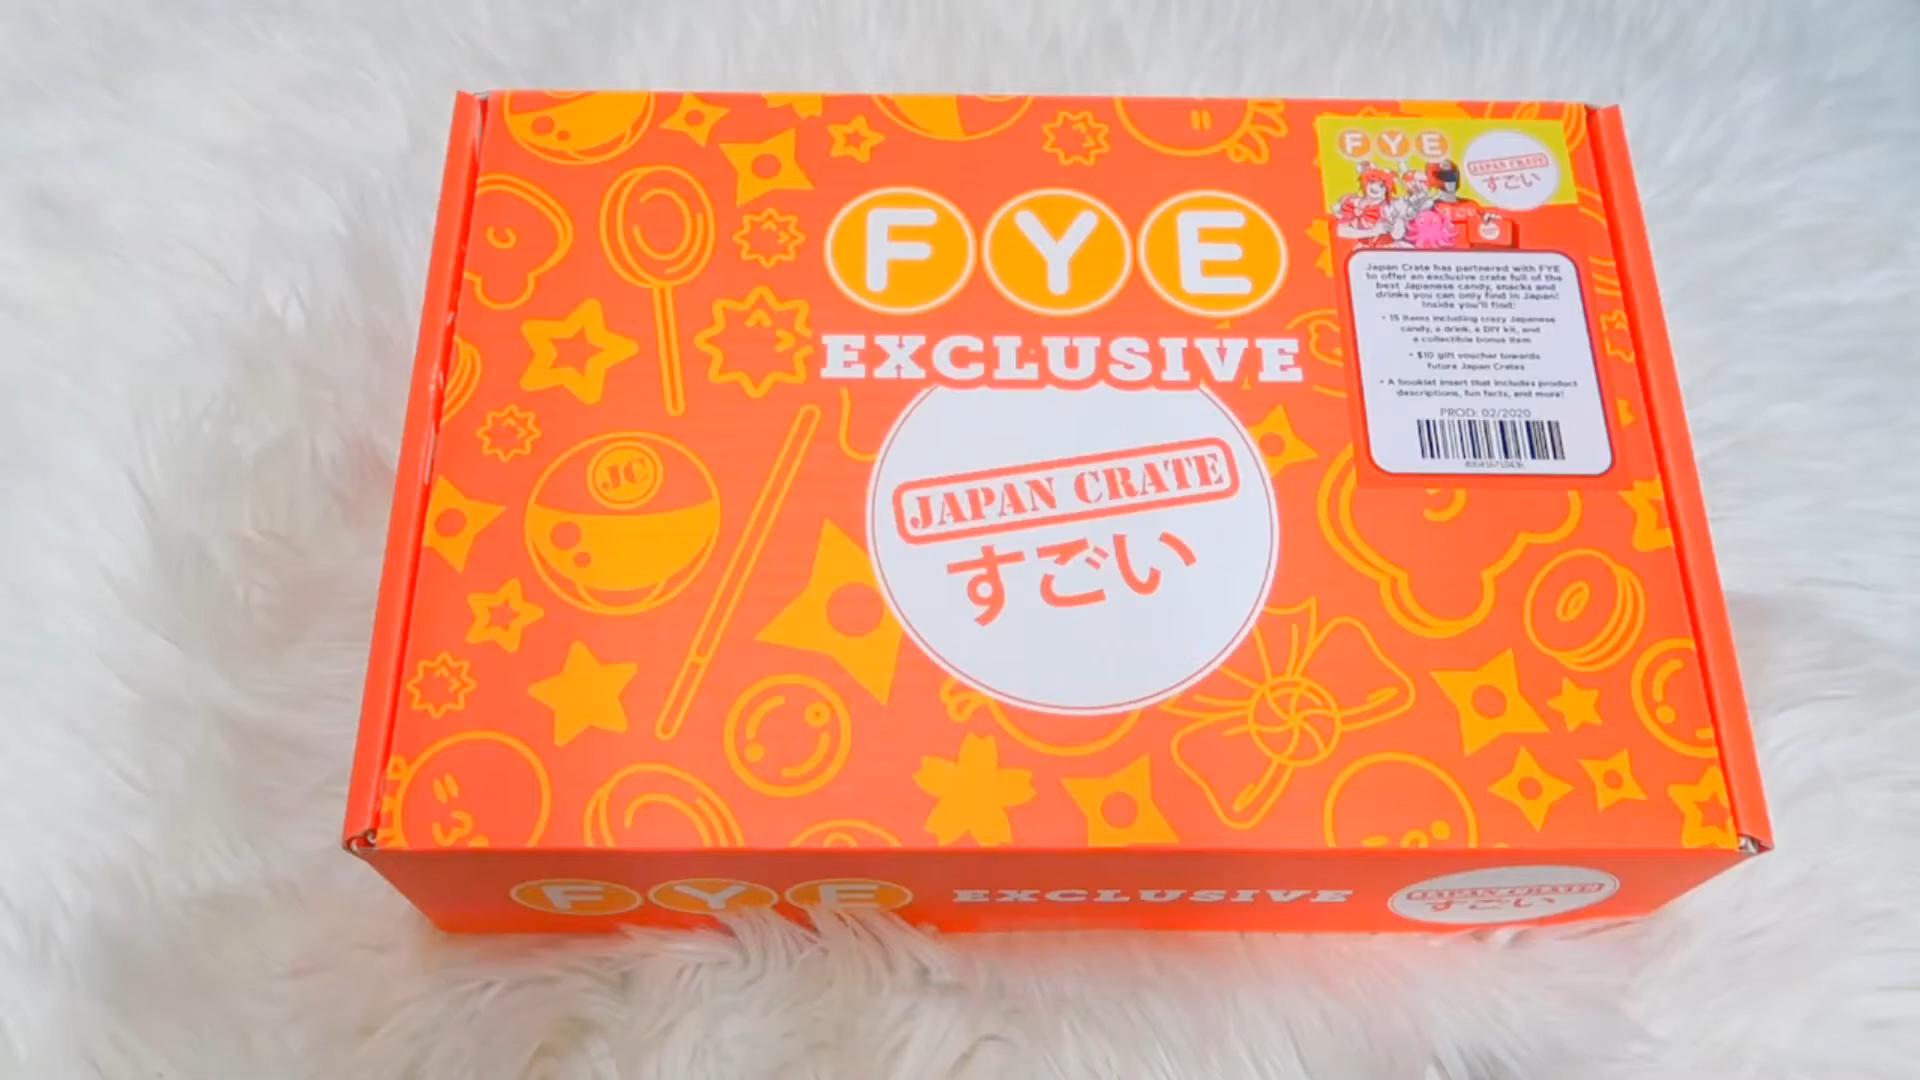 FYE
EXCLUSIVE
JAPAN CRATE
すごい
JC
FYE
JAPAN CRATE
すごい
Japan Crate has partnered with FYE
to offer an exclusive crate full of the
best Japanese candy, snacks and
drinks you can only find in Japan!
Inside you'll find:
• 15 items including crazy Japanese
candy, a drink, a DIY kit, and
a collectible bonus item
• $10 gift voucher towards
future Japan Crates
• A booklet insert that includes product
descriptions, fun facts, and more!
PROD: 02/2020
FYE EXCLUSIVE JAPAN CRATE
すごい